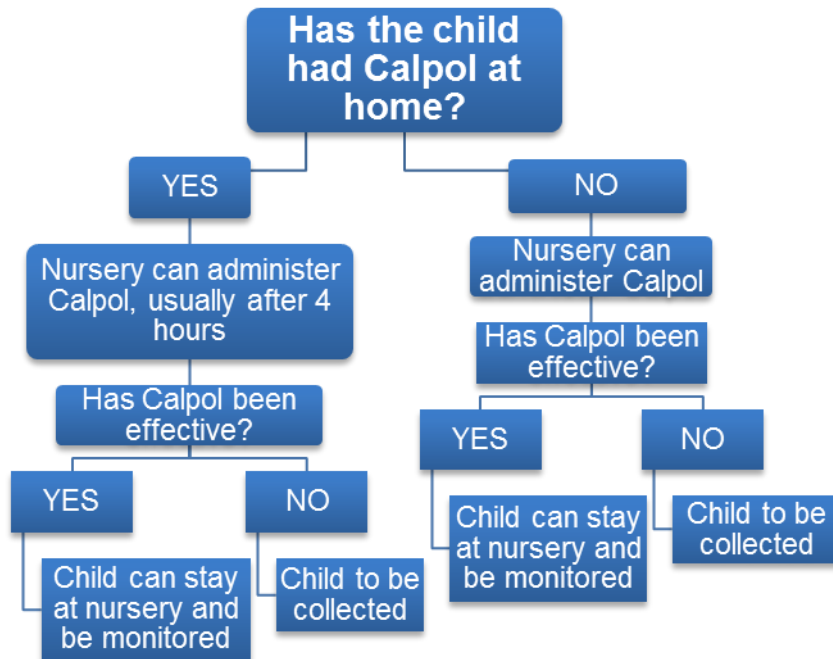 Has the child
had Calpol at
home?
YES
NO
Nursery can administer
Calpol, usually after 4
hours
Nursery can
administer Calpol
Has Calpol been
effective?
Has Calpol been
effective?
YES
NO
YES
NO
Child can stay
at nursery and
be monitored
Child to be
collected
Child can stay
at nursery and
be monitored
Child to be
collected